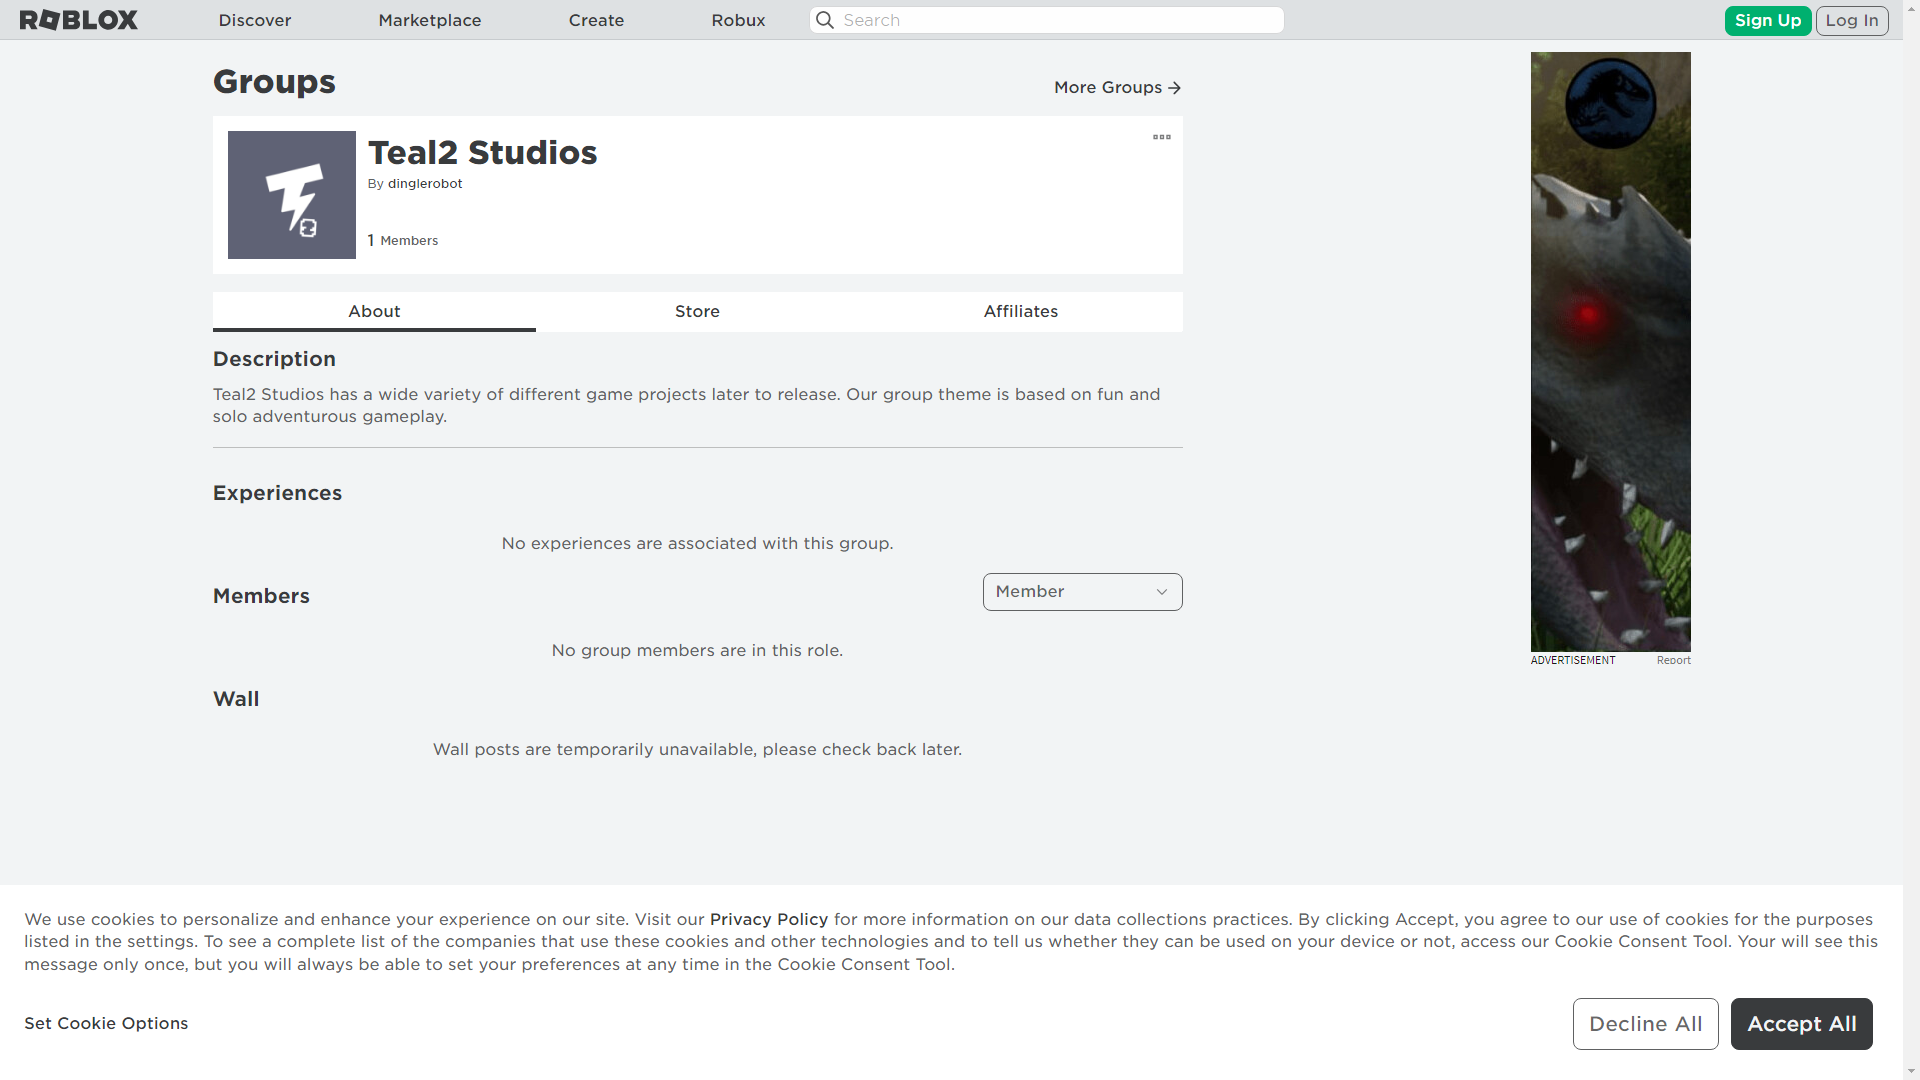 ROBLOX
Discover
Marketplace
Create
Robux
Search
Sign Up
Log In
Groups
More Groups
Teal2 Studios
By dinglerobot
1 Members
About
Store
Affiliates
Description
Teal2 Studios has a wide variety of different game projects later to release. Our group theme is based on fun and
solo adventurous gameplay.
Experiences
No experiences are associated with this group.
Members
Member
No group members are in this role.
Wall
Wall posts are temporarily unavailable, please check back later.
ADVERTISEMENT
Report
We use cookies to personalize and enhance your experience on our site. Visit our Privacy Policy for more information on our data collections practices. By clicking Accept, you agree to our use of cookies for the purposes
listed in the settings. To see a complete list of the companies that use these cookies and other technologies and to tell us whether they can be used on your device or not, access our Cookie Consent Tool. Your will see this
message only once, but you will always be able to set your preferences at any time in the Cookie Consent Tool.
Set Cookie Options
Decline All
Accept All